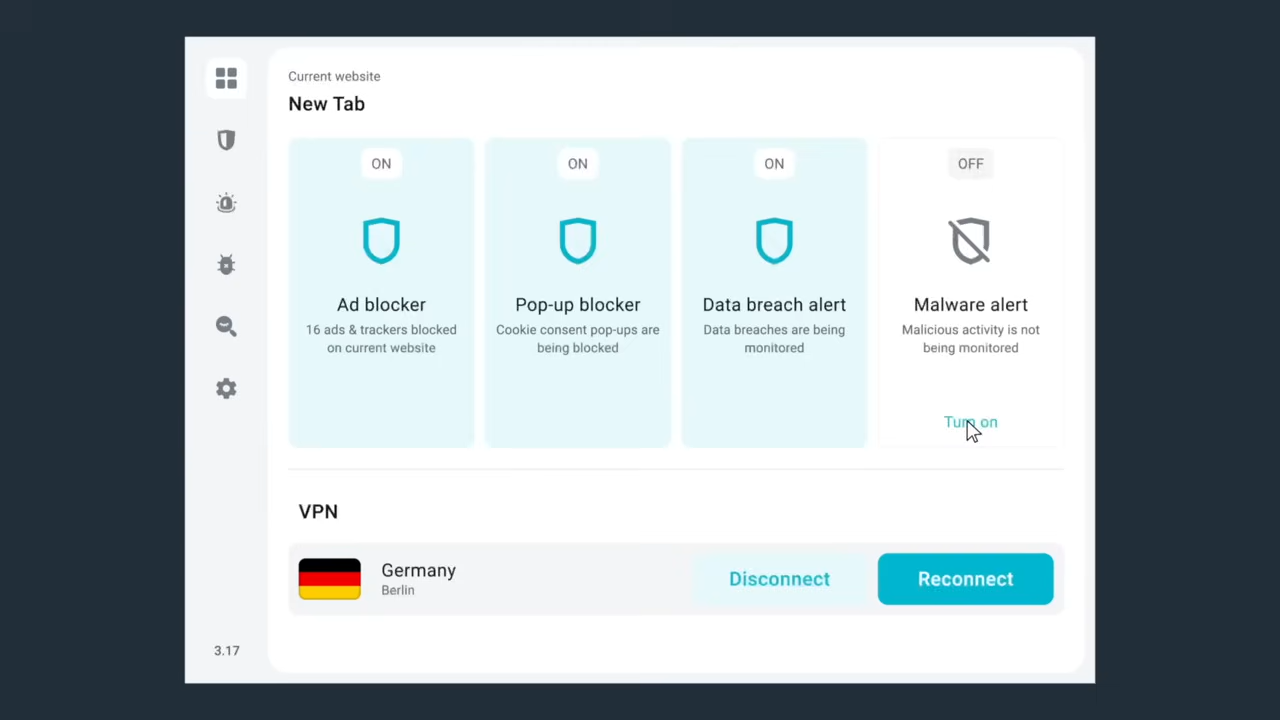 Current website
New Tab
ON
ON
ON
OFF
Ad blocker
16 ads & trackers blocked
on current website
Pop-up blocker
Cookie consent pop-ups are
being blocked
Data breach alert
Data breaches are being
monitored
Malware alert
Malicious activity is not
being monitored
Turn on
VPN
Germany
Berlin
Disconnect
Reconnect
3.17